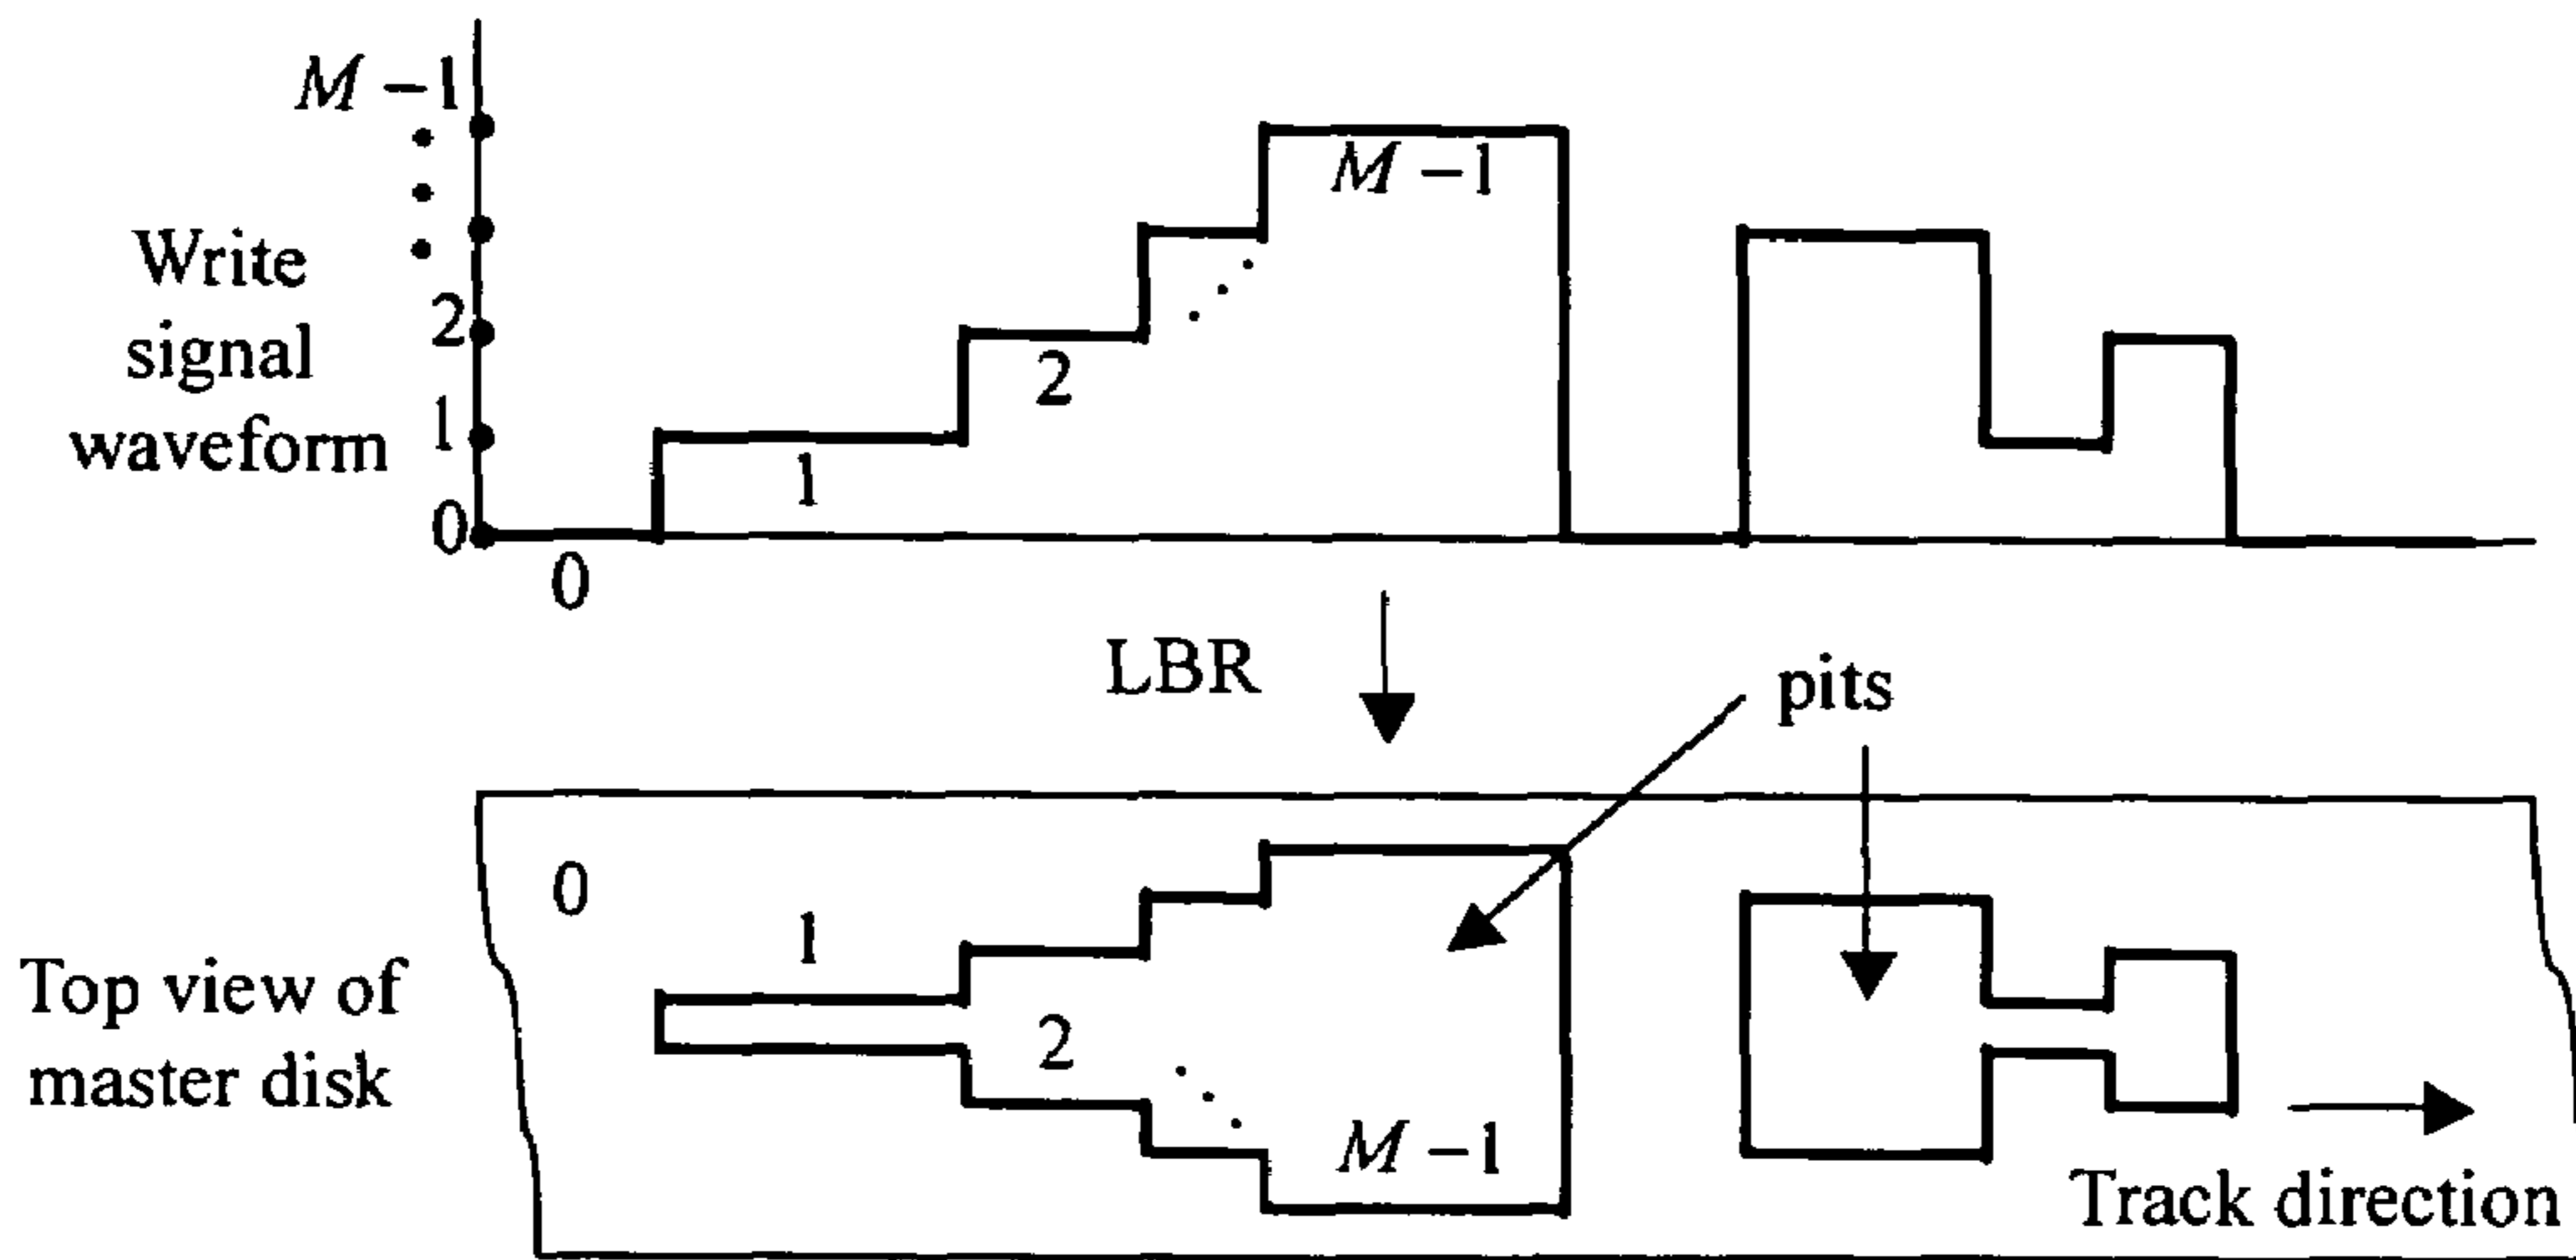 M −1
Write
signal
waveform
2
1
0
0
1
2
M −1
LBR
pits
Top view of
master disk
0
1
2
M −1
Track direction